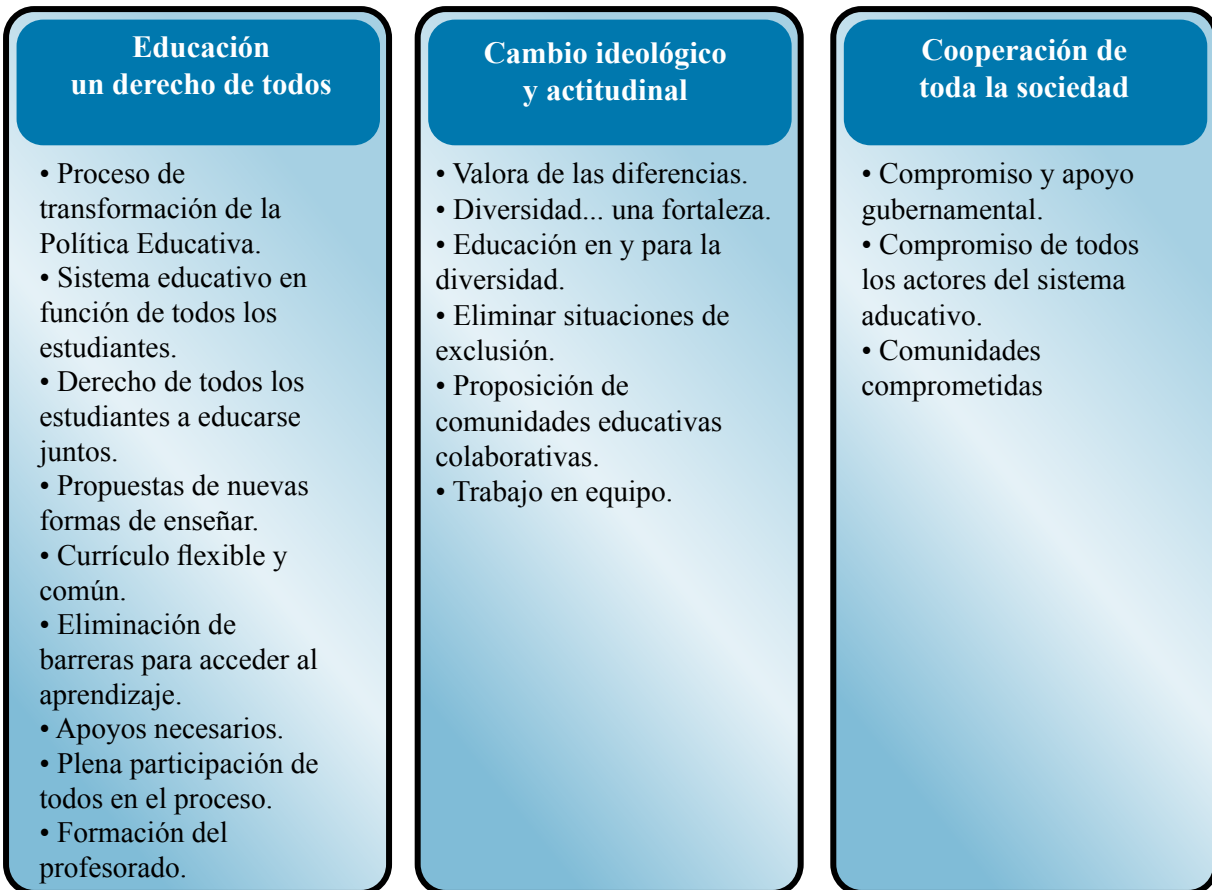 Educación
un derecho de todos
• Proceso de
transformación de la
Política Educativa.
• Sistema educativo en
función de todos los
estudiantes.
• Derecho de todos los
estudiantes a educarse
juntos.
• Propuestas de nuevas
formas de enseñar.
• Currículo flexible y
común.
• Eliminación de
barreras para acceder al
aprendizaje.
• Apoyos necesarios.
• Plena participación de
todos en el proceso.
• Formación del
profesorado.
Cambio ideológico
y actitudinal
• Valora de las diferencias.
• Diversidad... una fortaleza.
• Educación en y para la
diversidad.
• Eliminar situaciones de
exclusión.
• Proposición de
comunidades educativas
colaborativas.
• Trabajo en equipo.
Cooperación de
toda la sociedad
• Compromiso y apoyo
gubernamental.
• Compromiso de todos
los actores del sistema
aducativo.
• Comunidades
comprometidas